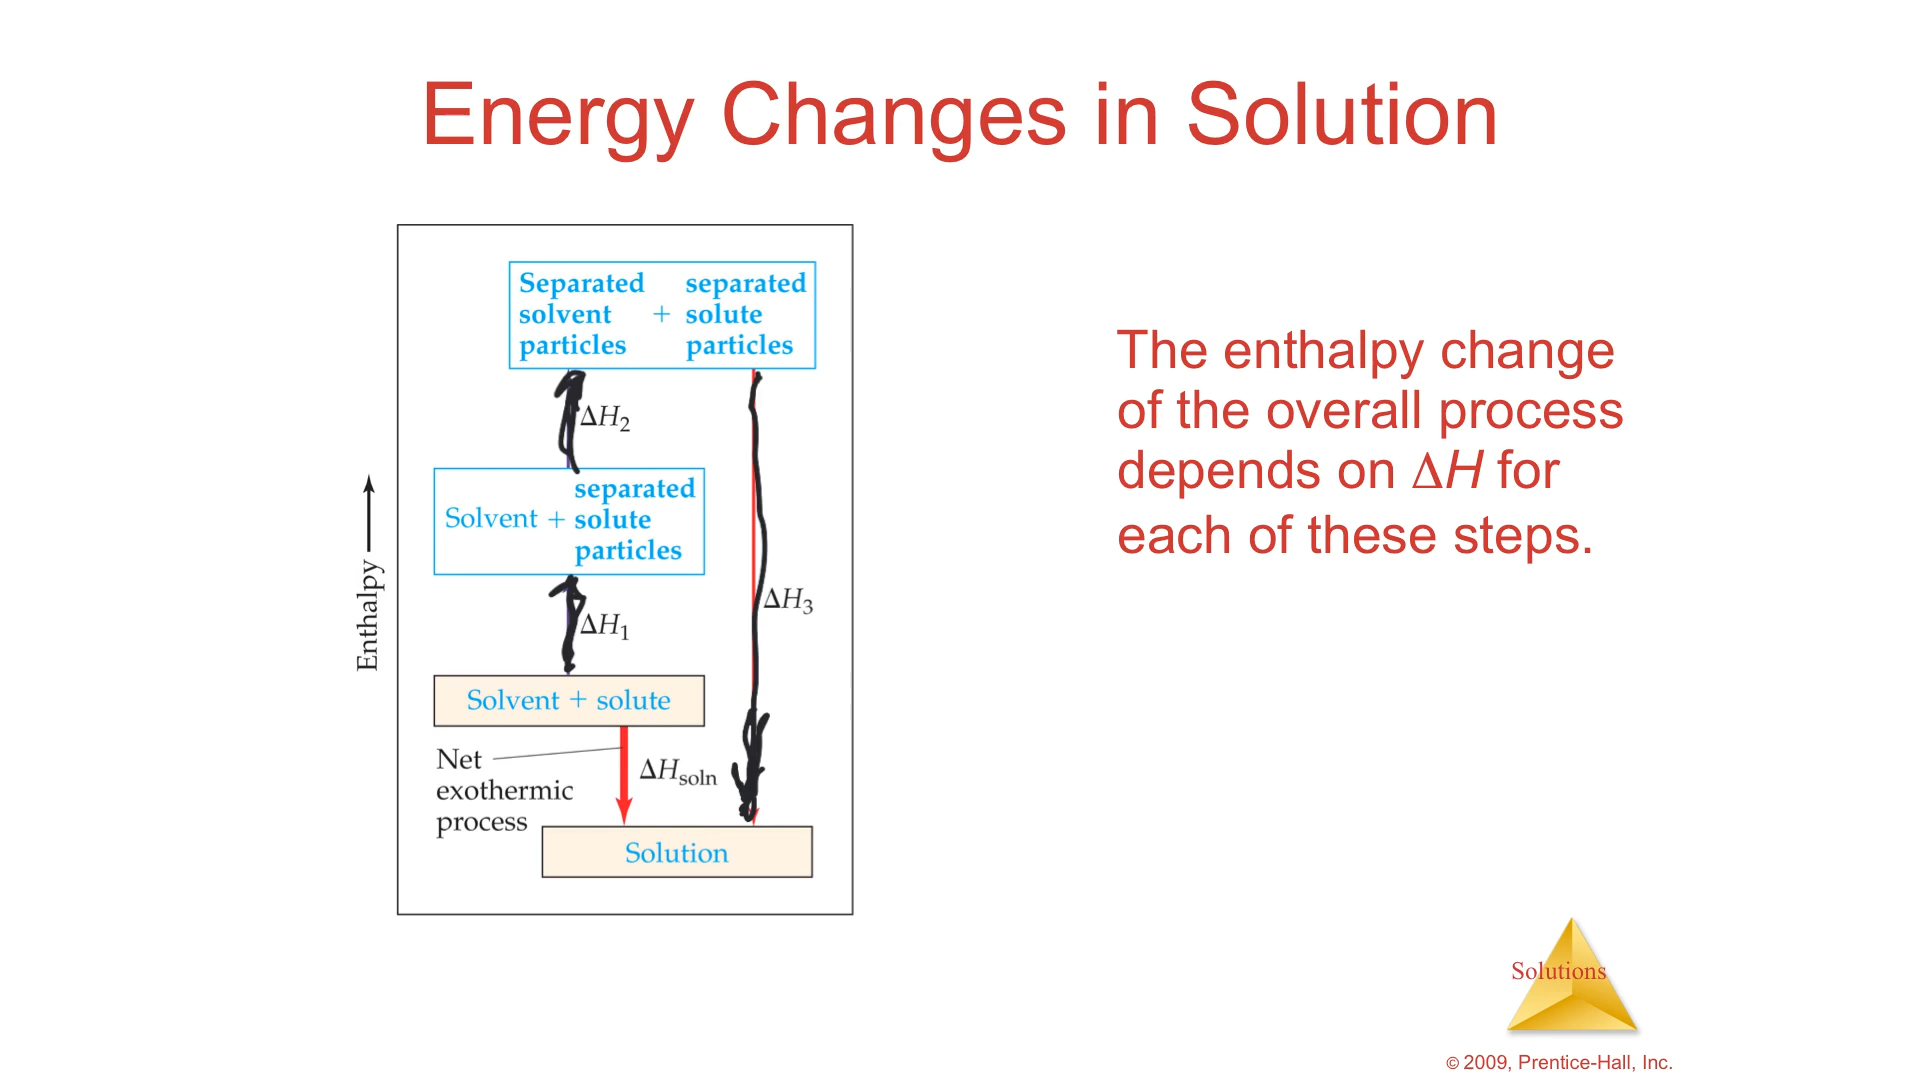 Energy Changes in Solution
Separated separated
solvent + solute
particles particles
ΔH2
separated
Solvent + solute
particles
ΔH1
ΔH3
Enthalpy
Solvent + solute
Net
exothermic
process
ΔHsoln
Solution
The enthalpy change
of the overall process
depends on ΔH for
each of these steps.
Solutions
© 2009, Prentice-Hall, Inc.